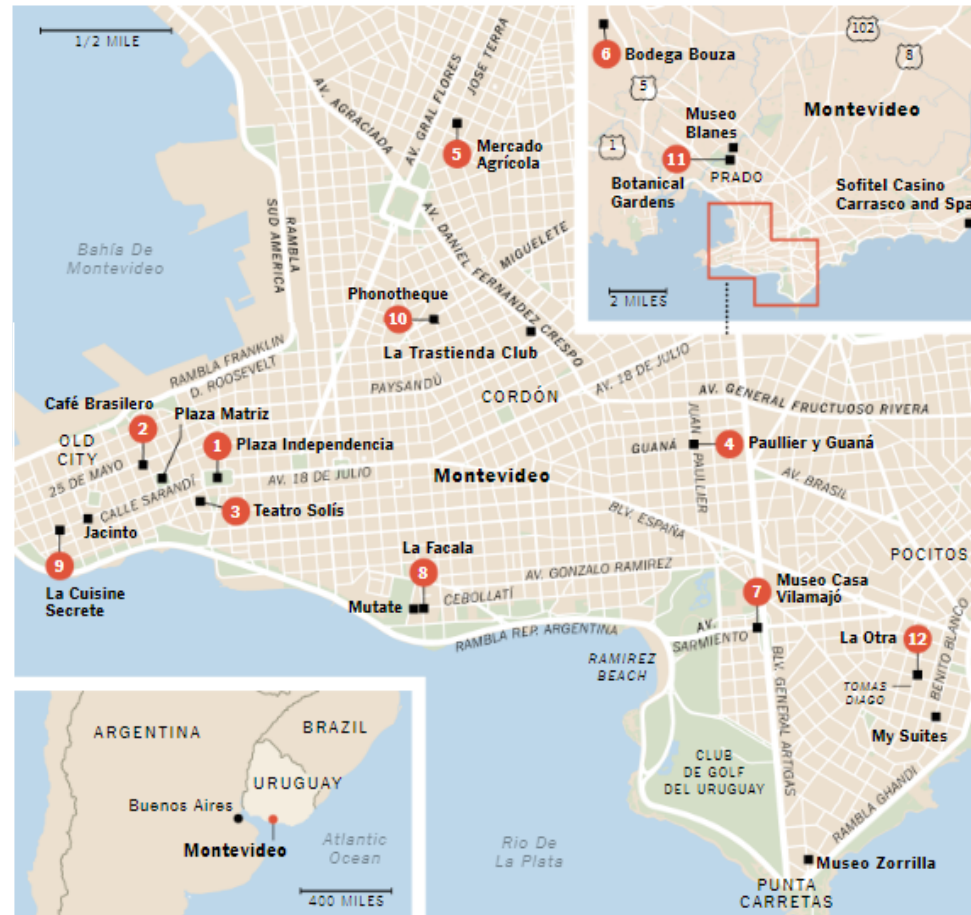 1/2 MILE
AV. AGRACIADA
AV. GRAL FLORES
JOSE TERRA
5
Mercado
Agrícola
RAMBLA
SUD AMERICA
Bahía De
Montevideo
AV. DANIEL FERNANDEZ CRESPO
MIGUELETE
Phonotheque
10
La Trastienda Club
RAMBLA FRANKLIN
D. ROOSEVELT
PAYSANDÚ
CORDÓN
AV. 18 DE JULIO
AV. GENERAL FRUCTUOSO RIVERA
Café Brasilero
2
Plaza Matriz
OLD
CITY
1
Plaza Independencia
25 DE MAYO
CALLE SARANDÍ
AV. 18 DE JULIO
Montevideo
GUANÁ
JUAN
PAULLIER
4
Paullier y Guaná
AV. BRASIL
3
Teatro Solís
Jacinto
BLV. ESPAÑA
9
La Cuisine
Secrete
La Facala
8
Mutate
CEBOLLATÍ
AV. GONZALO RAMIREZ
POCITOS
RAMBLA REP. ARGENTINA
7
Museo Casa
Vilamajó
AV.
SARMIENTO
La Otra
12
RAMIREZ
BEACH
TOMAS
DIAGO
BENITO BLANCO
My Suites
BLV. GENERAL ARTIGAS
CLUB
DE GOLF
DEL URUGUAY
RAMBLA GHANDI
Rio De
La Plata
Museo Zorrilla
PUNTA
CARRETAS
6
Bodega Bouza
102
8
5
1
Montevideo
Museo
Blanes
11
PRADO
Botanical
Gardens
Sofitel Casino
Carrasco and Spa
2 MILES
ARGENTINA
BRAZIL
URUGUAY
Buenos Aires
Montevideo
Atlantic
Ocean
400 MILES